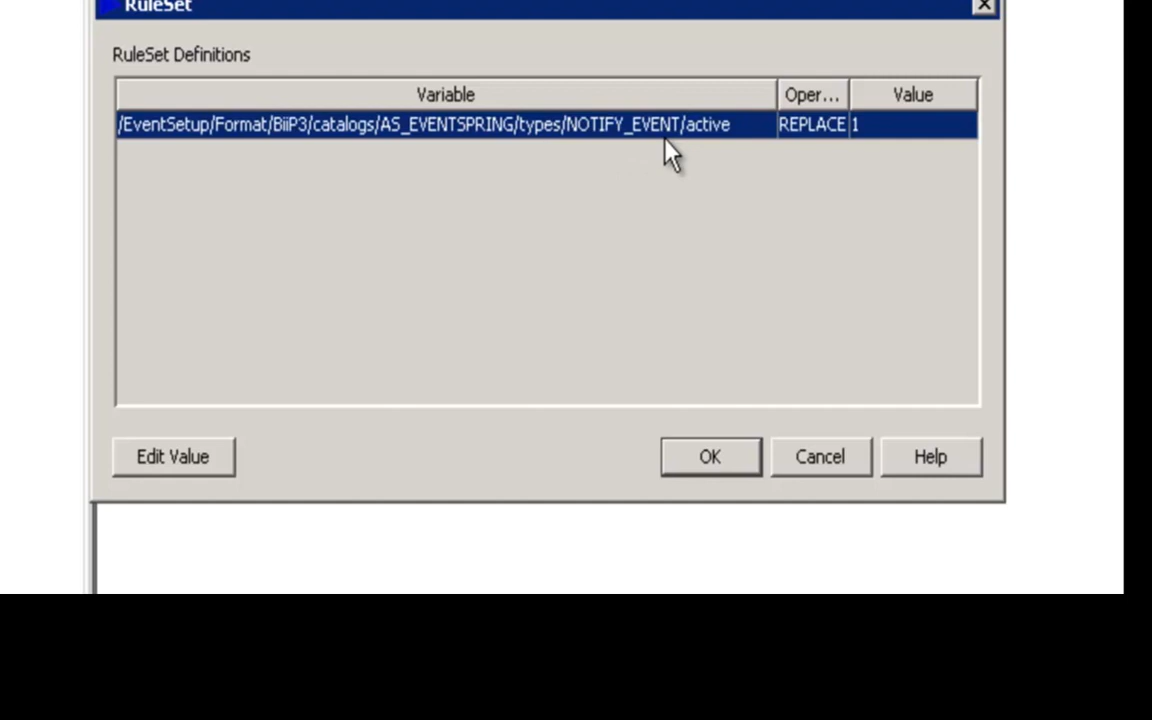 RuleSet
RuleSet Definitions
Variable Oper... Value
/EventSetup/Format/BiiP3/catalogs/AS_EVENTSPRING/types/NOTIFY_EVENT/active REPLACE 1
Edit Value OK Cancel Help